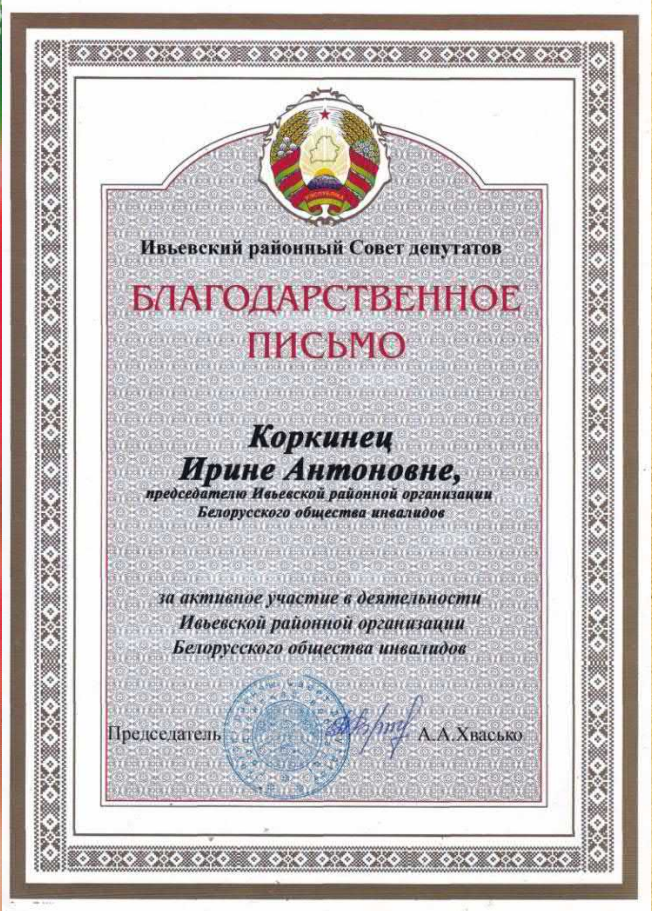 Ивьевский районный Совет депутатов
БЛАГОДАРСТВЕННОЕ
ПИСЬМО
Коркинец
Ирине Антоновне,
председателю Ивьевской районной организации
Белорусского общества инвалидов
за активное участие в деятельности
Ивьевской районной организации
Белорусского общества инвалидов
Председатель А.А.Хвасько